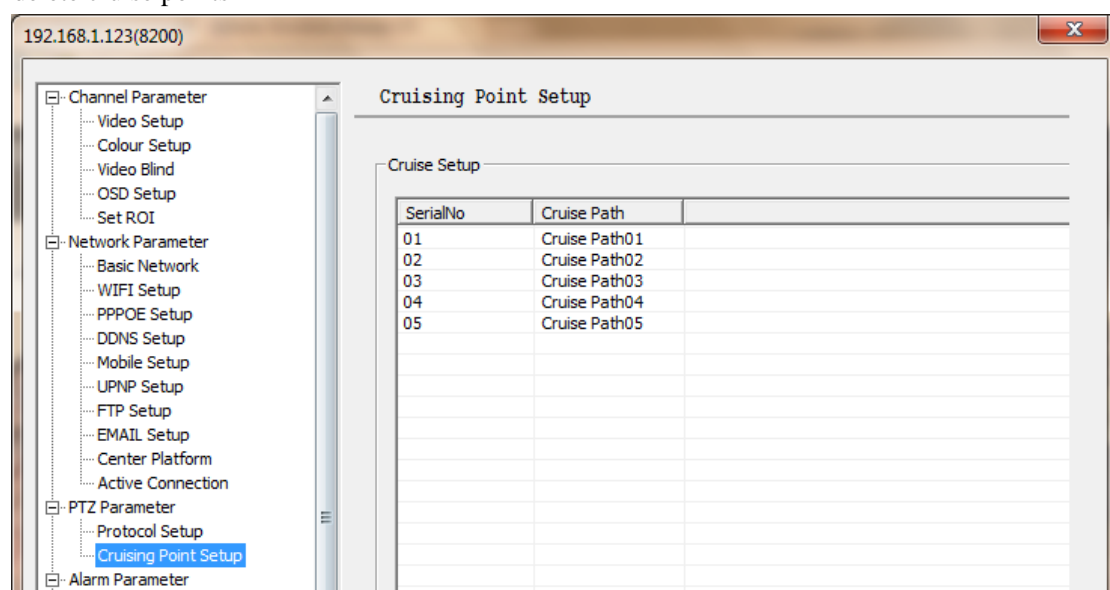 192.168.1.123(8200)
Channel Parameter
Video Setup
Colour Setup
Video Blind
OSD Setup
Set ROI
Network Parameter
Basic Network
WIFI Setup
PPPOE Setup
DDNS Setup
Mobile Setup
UPNP Setup
FTP Setup
EMAIL Setup
Center Platform
Active Connection
PTZ Parameter
Protocol Setup
Cruising Point Setup
Alarm Parameter
Cruising Point Setup
Cruise Setup
SerialNo Cruise Path
01 Cruise Path01
02 Cruise Path02
03 Cruise Path03
04 Cruise Path04
05 Cruise Path05